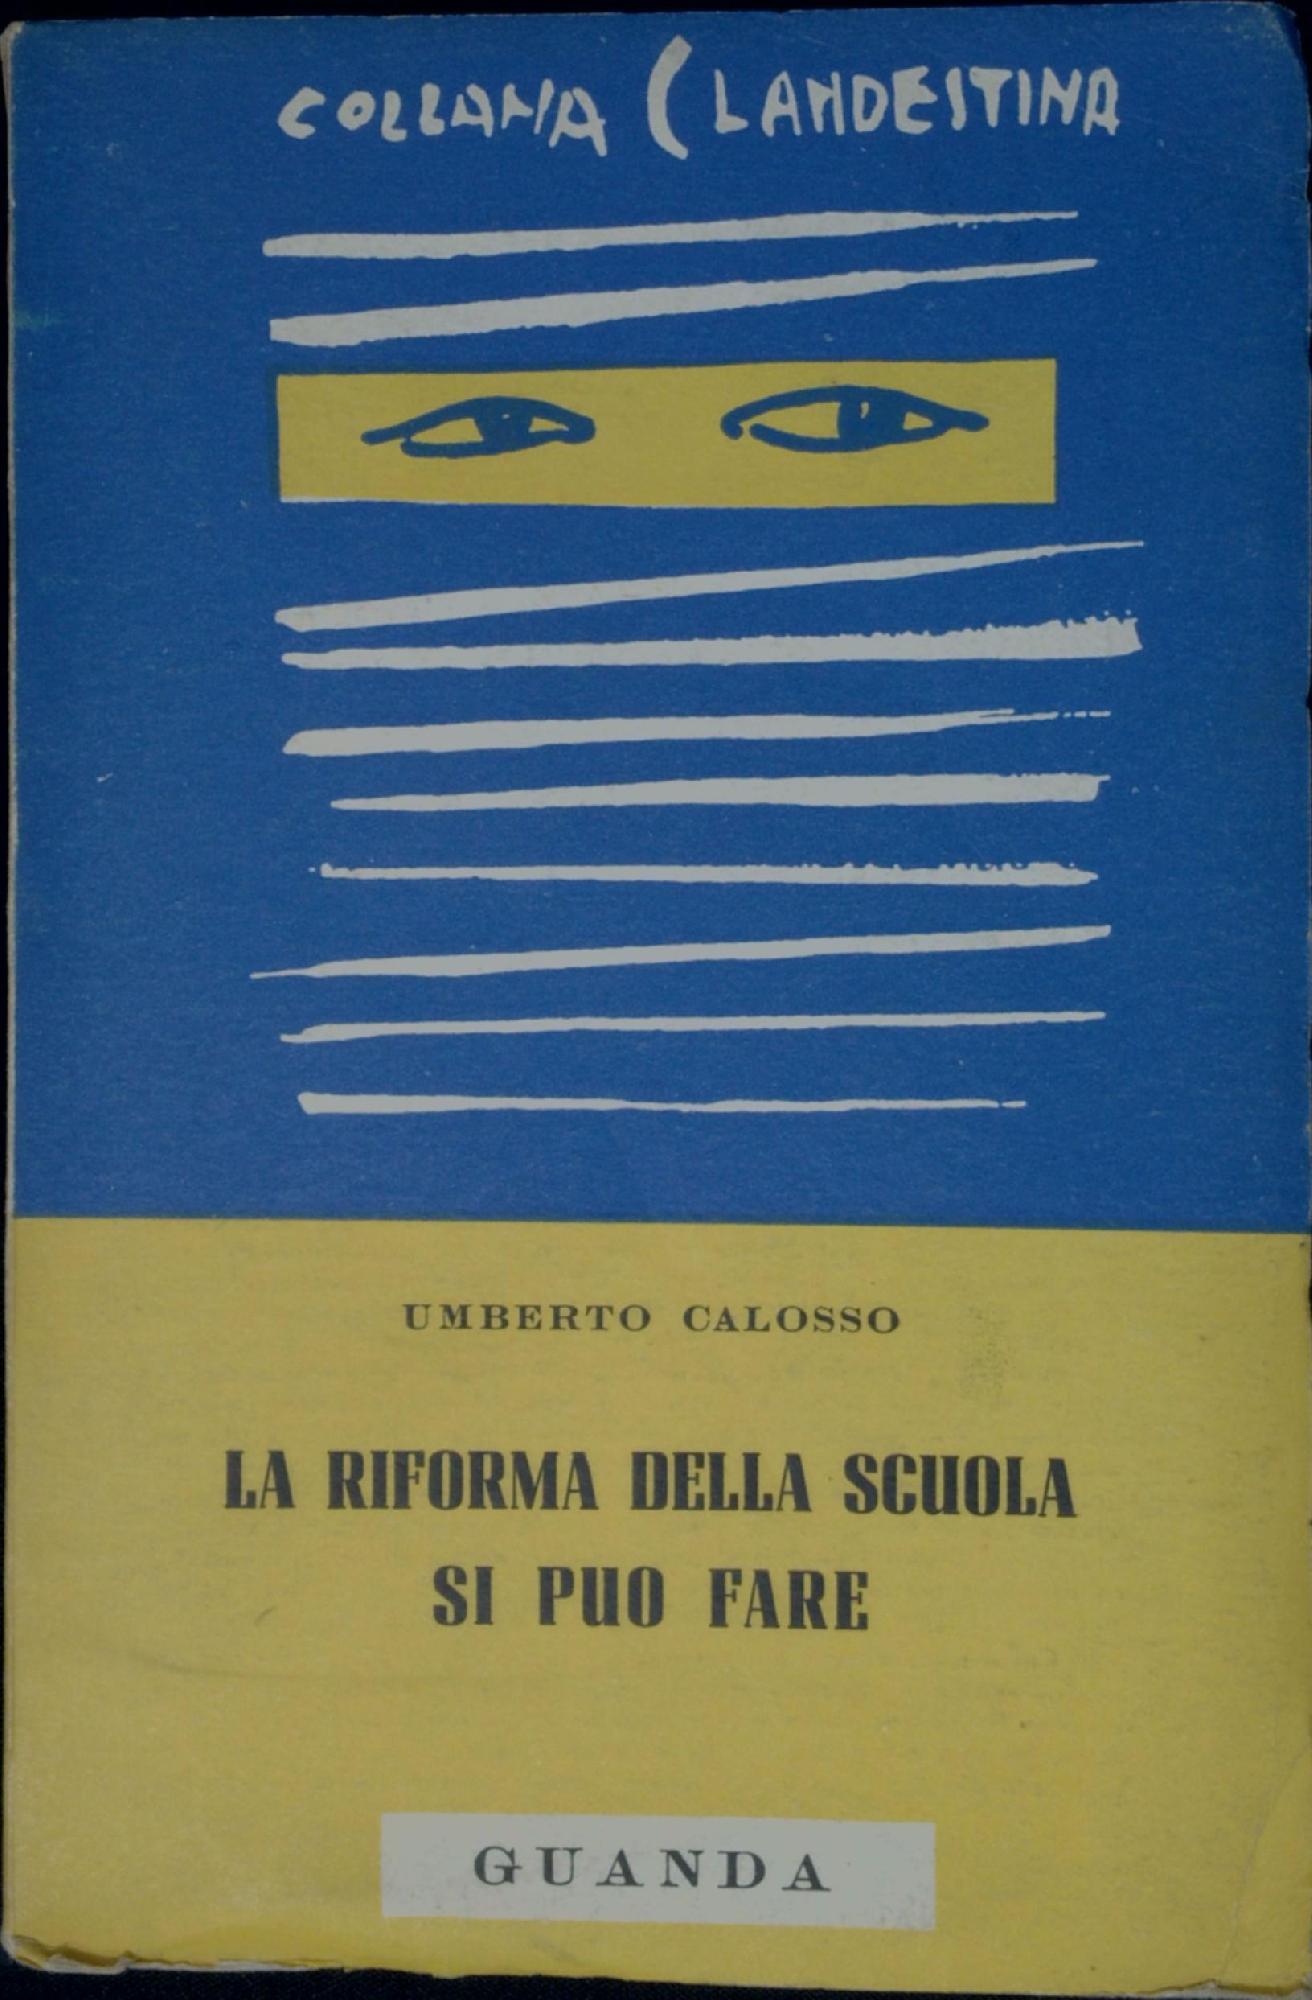 COLLANA CLANDESTINA
UMBERTO CALOSSO
LA RIFORMA DELLA SCUOLA
SI PUO FARE
GUANDA